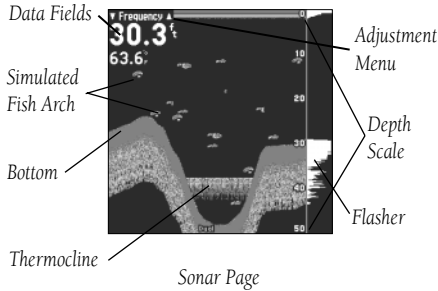 Data Fields
▼ Frequency ▲
30.3 ft
63.6°
Adjustment
Menu
Simulated
Fish Arch
0
10
20
30
40
50
Depth
Scale
Bottom
Flasher
Thermocline
Sonar Page